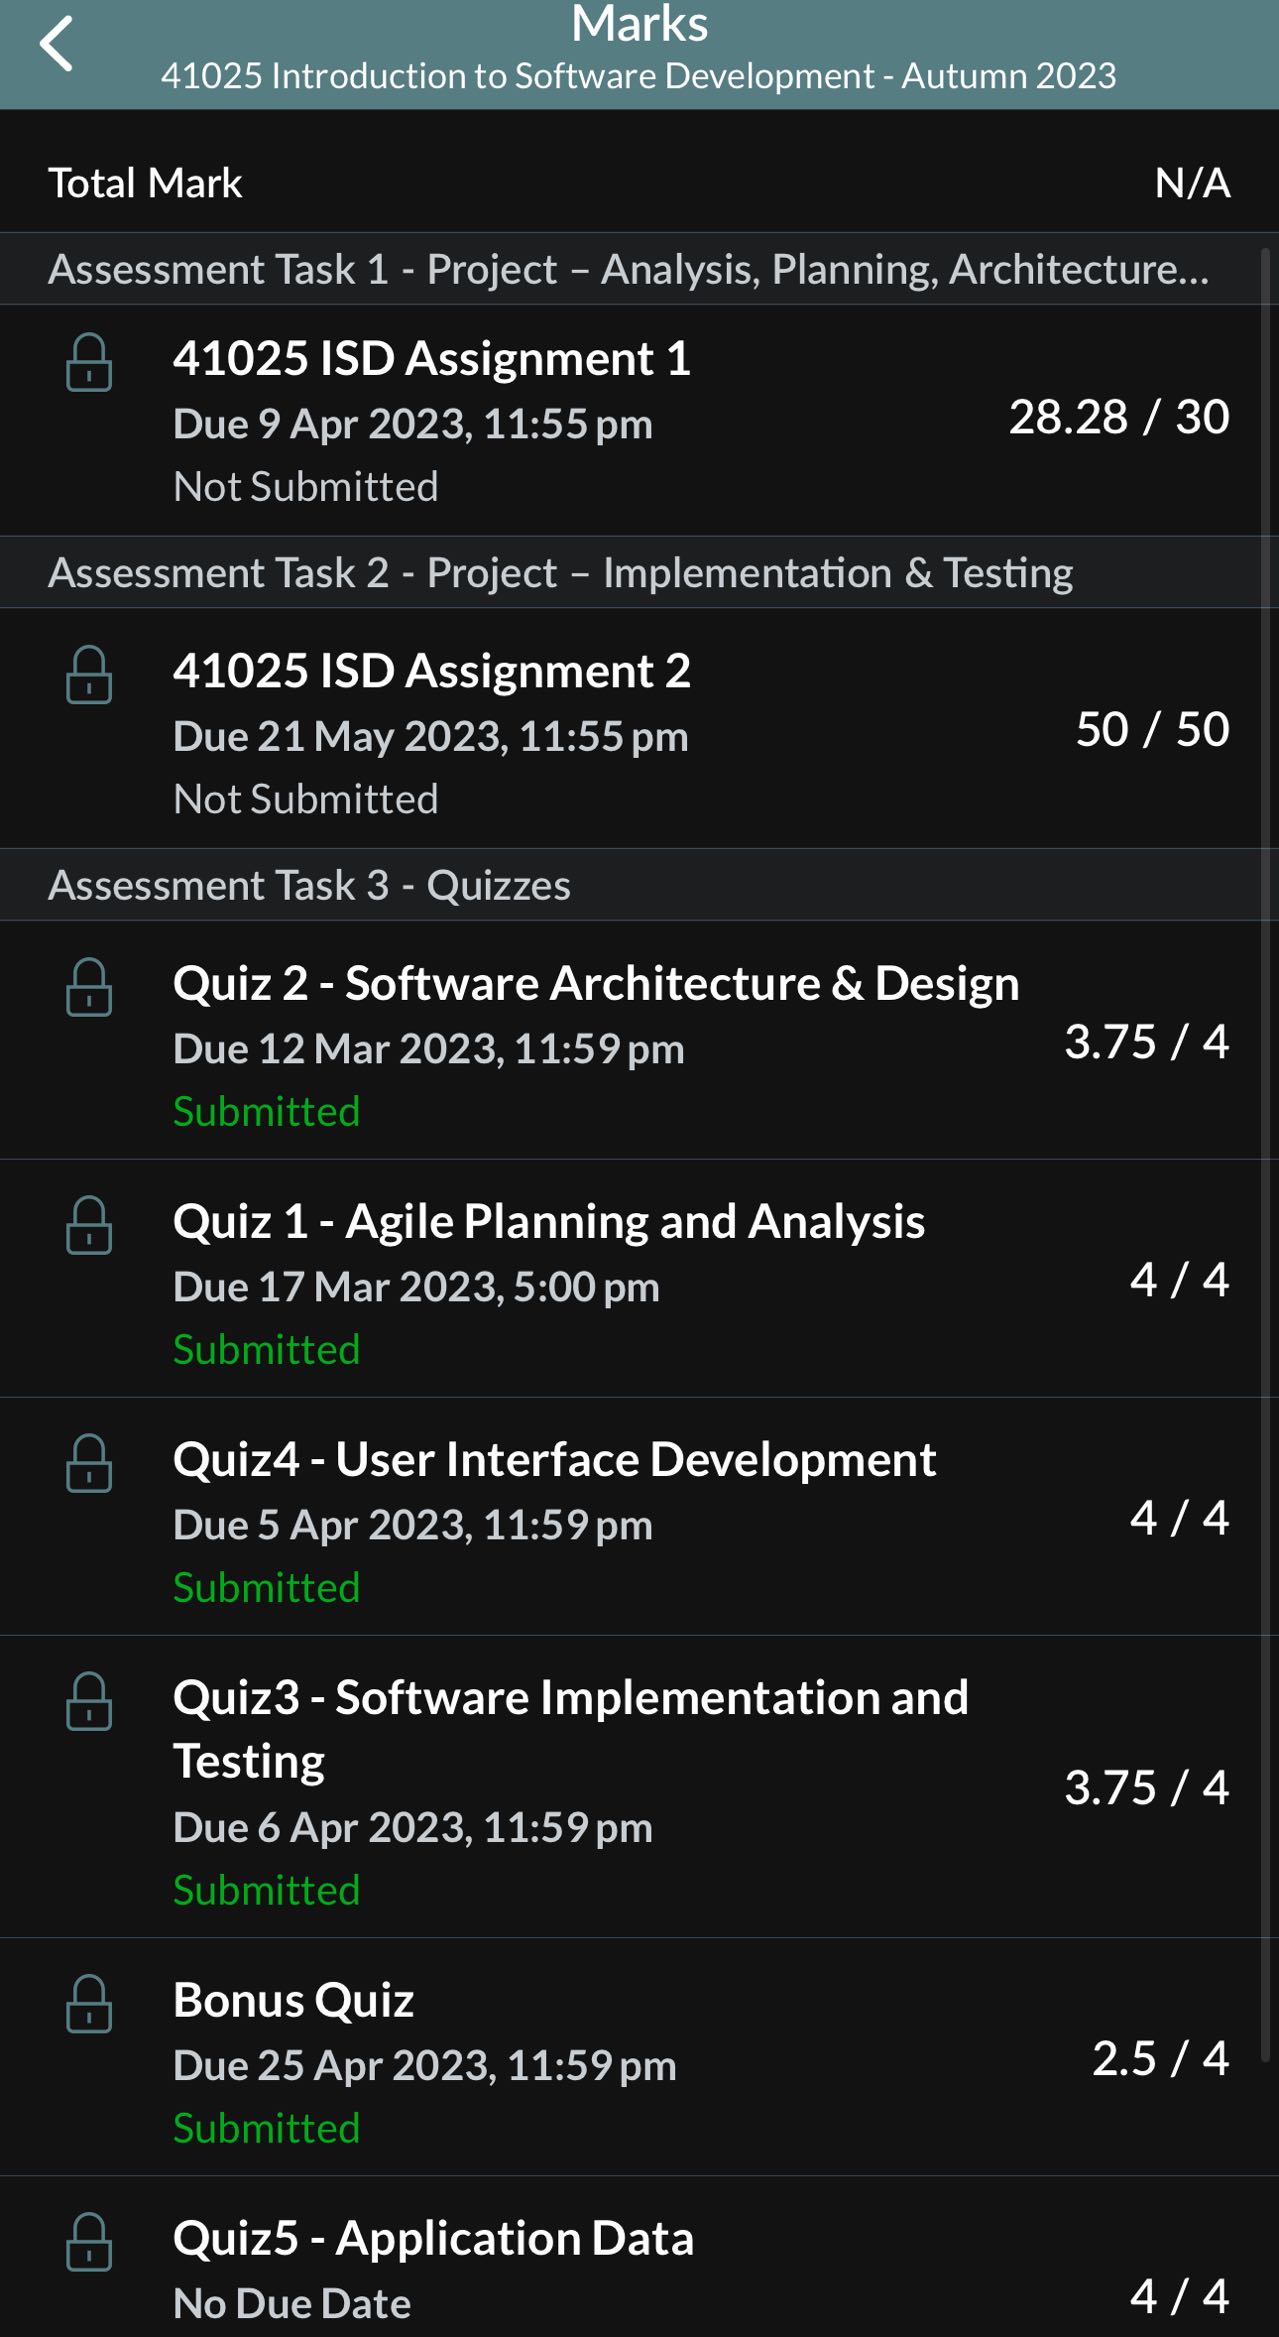 Marks
41025 Introduction to Software Development - Autumn 2023
Total Mark N/A
Assessment Task 1 - Project – Analysis, Planning, Architecture...
41025 ISD Assignment 1
Due 9 Apr 2023, 11:55 pm
28.28 / 30
Not Submitted
Assessment Task 2 - Project – Implementation & Testing
41025 ISD Assignment 2
Due 21 May 2023, 11:55 pm
50 / 50
Not Submitted
Assessment Task 3 - Quizzes
Quiz 2 - Software Architecture & Design
Due 12 Mar 2023, 11:59 pm
3.75 / 4
Submitted
Quiz 1 - Agile Planning and Analysis
Due 17 Mar 2023, 5:00 pm
4 / 4
Submitted
Quiz4 - User Interface Development
Due 5 Apr 2023, 11:59 pm
4 / 4
Submitted
Quiz3 - Software Implementation and
Testing
3.75 / 4
Due 6 Apr 2023, 11:59 pm
Submitted
Bonus Quiz
Due 25 Apr 2023, 11:59 pm
2.5 / 4
Submitted
Quiz5 - Application Data
No Due Date
4 / 4